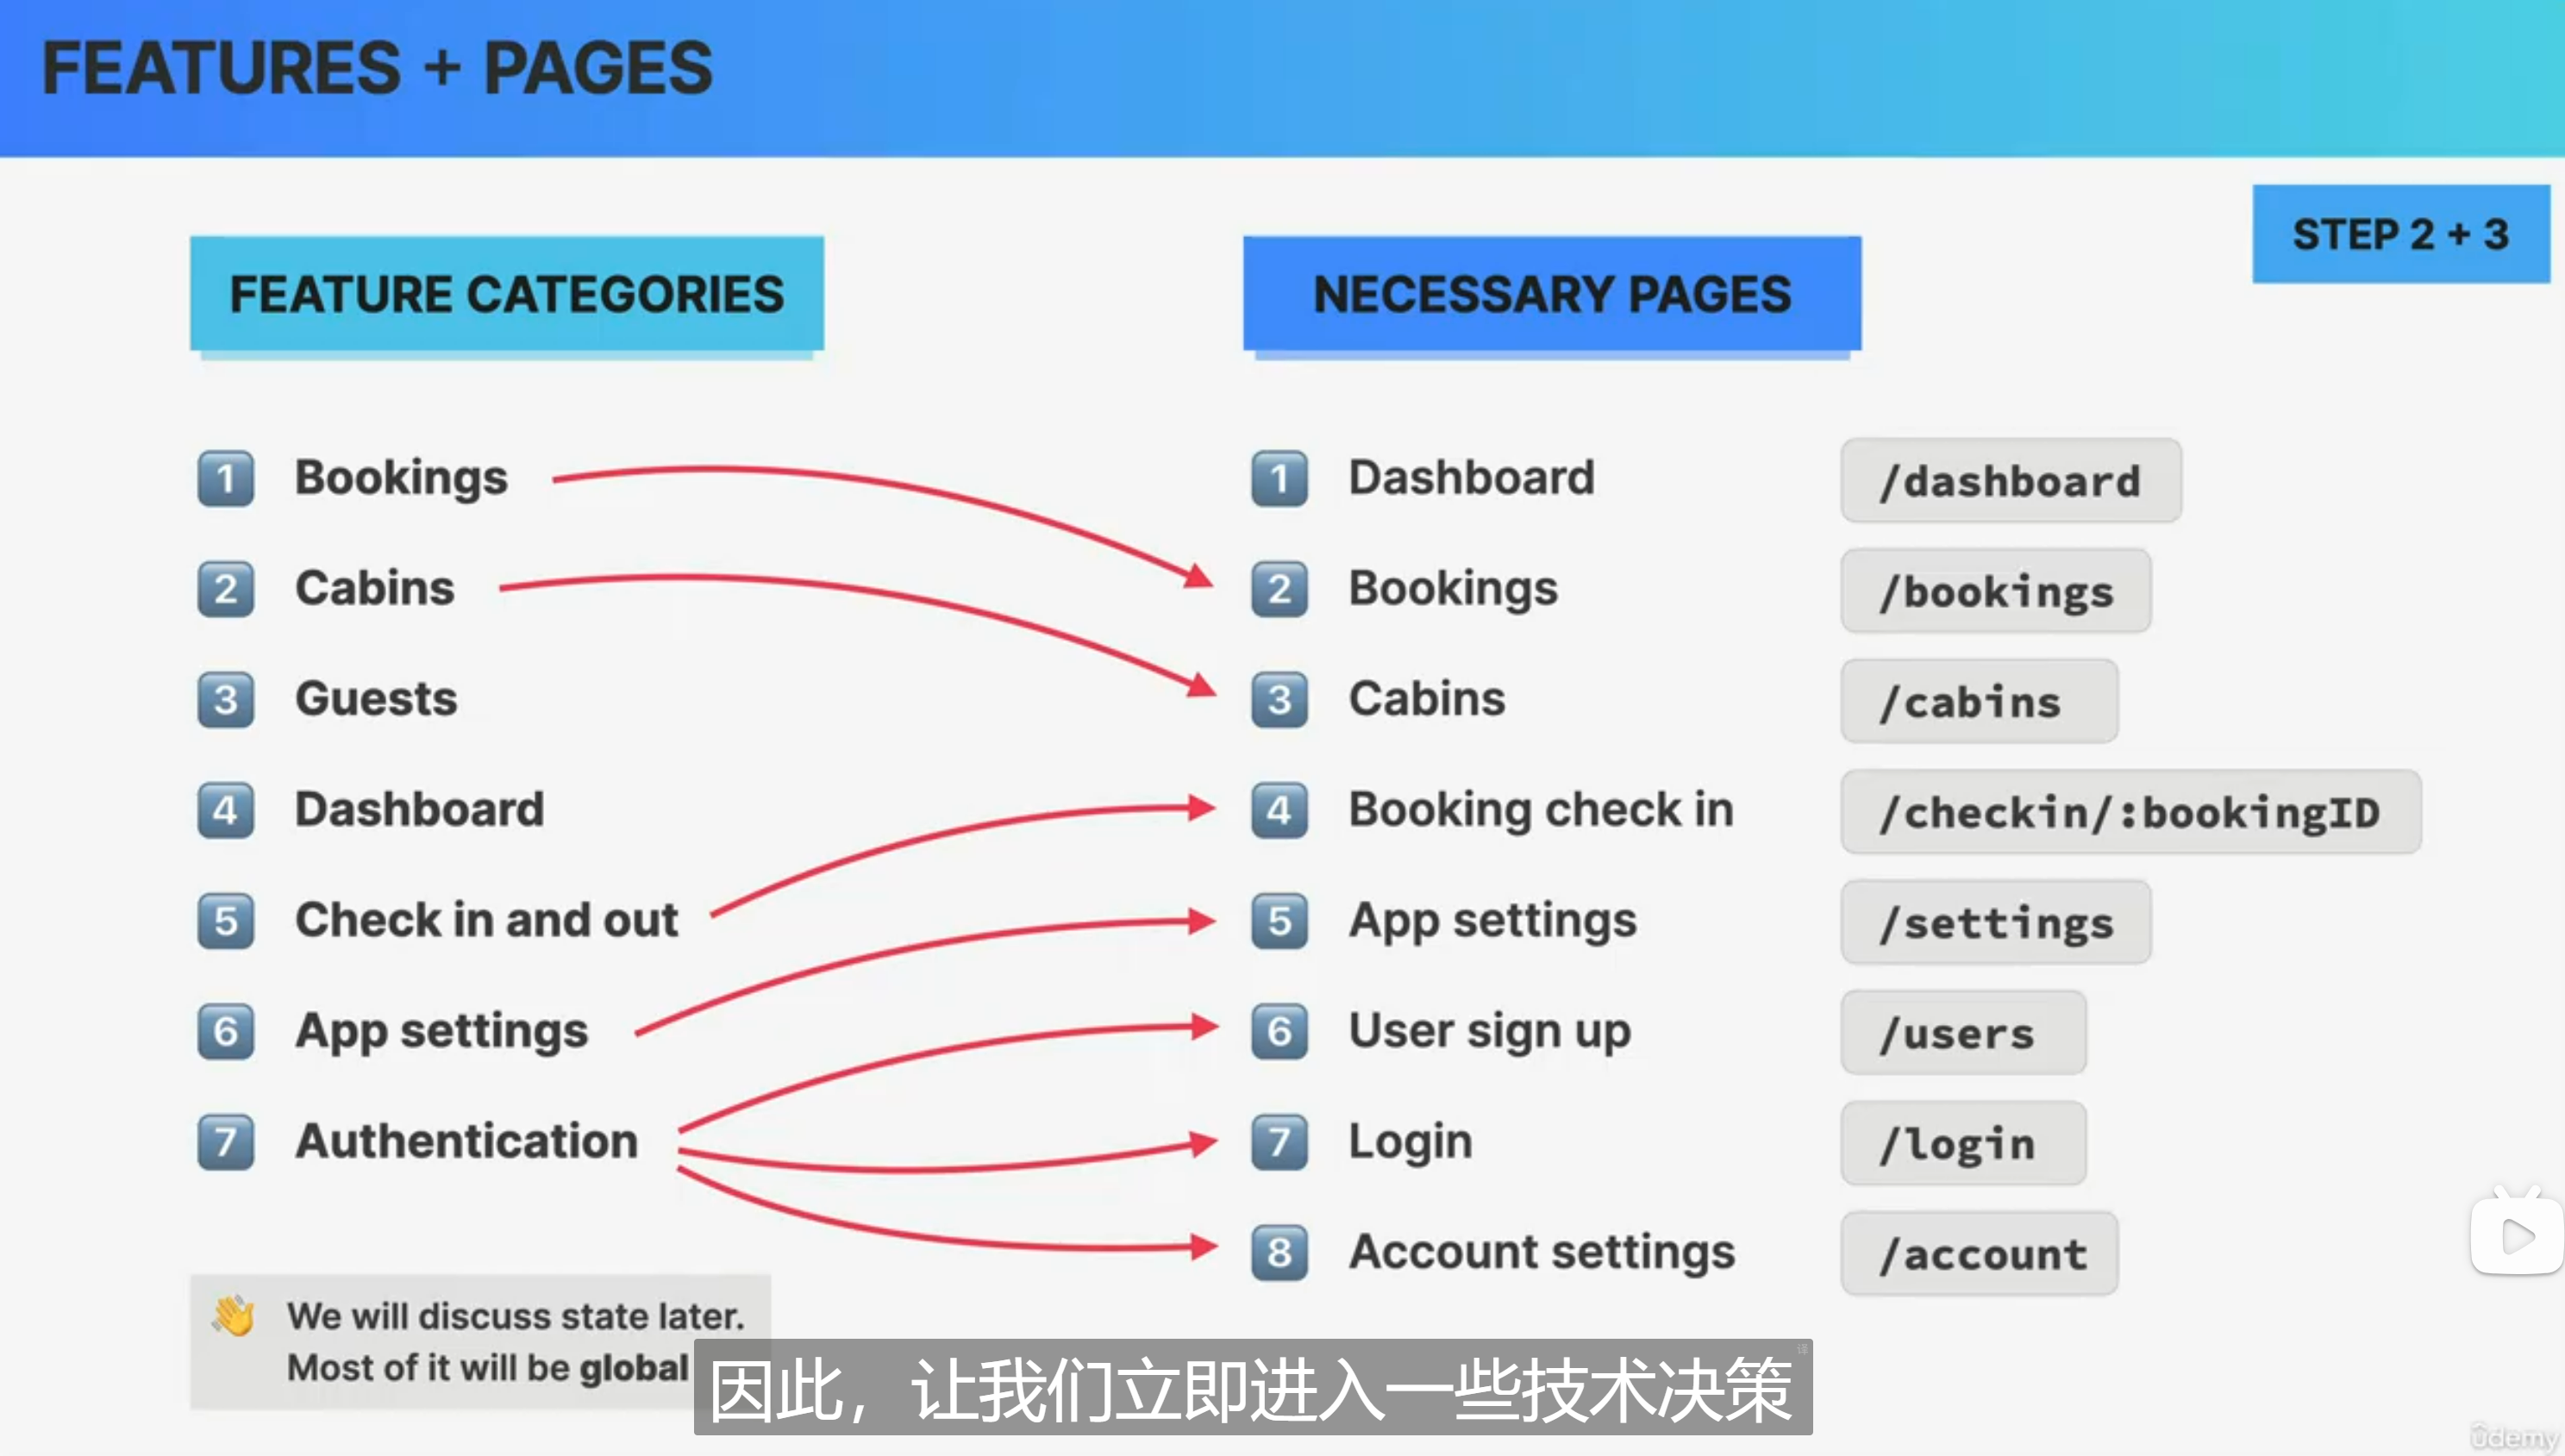 FEATURES + PAGES
STEP 2 + 3
FEATURE CATEGORIES
1 Bookings
2 Cabins
3 Guests
4 Dashboard
5 Check in and out
6 App settings
7 Authentication
👋 We will discuss state later.
Most of it will be global
NECESSARY PAGES
1 Dashboard /dashboard
2 Bookings /bookings
3 Cabins /cabins
4 Booking check in /checkin/:bookingID
5 App settings /settings
6 User sign up /users
7 Login /login
8 Account settings /account
因此，让我们立即进入一些技术决策
译
ûdemy